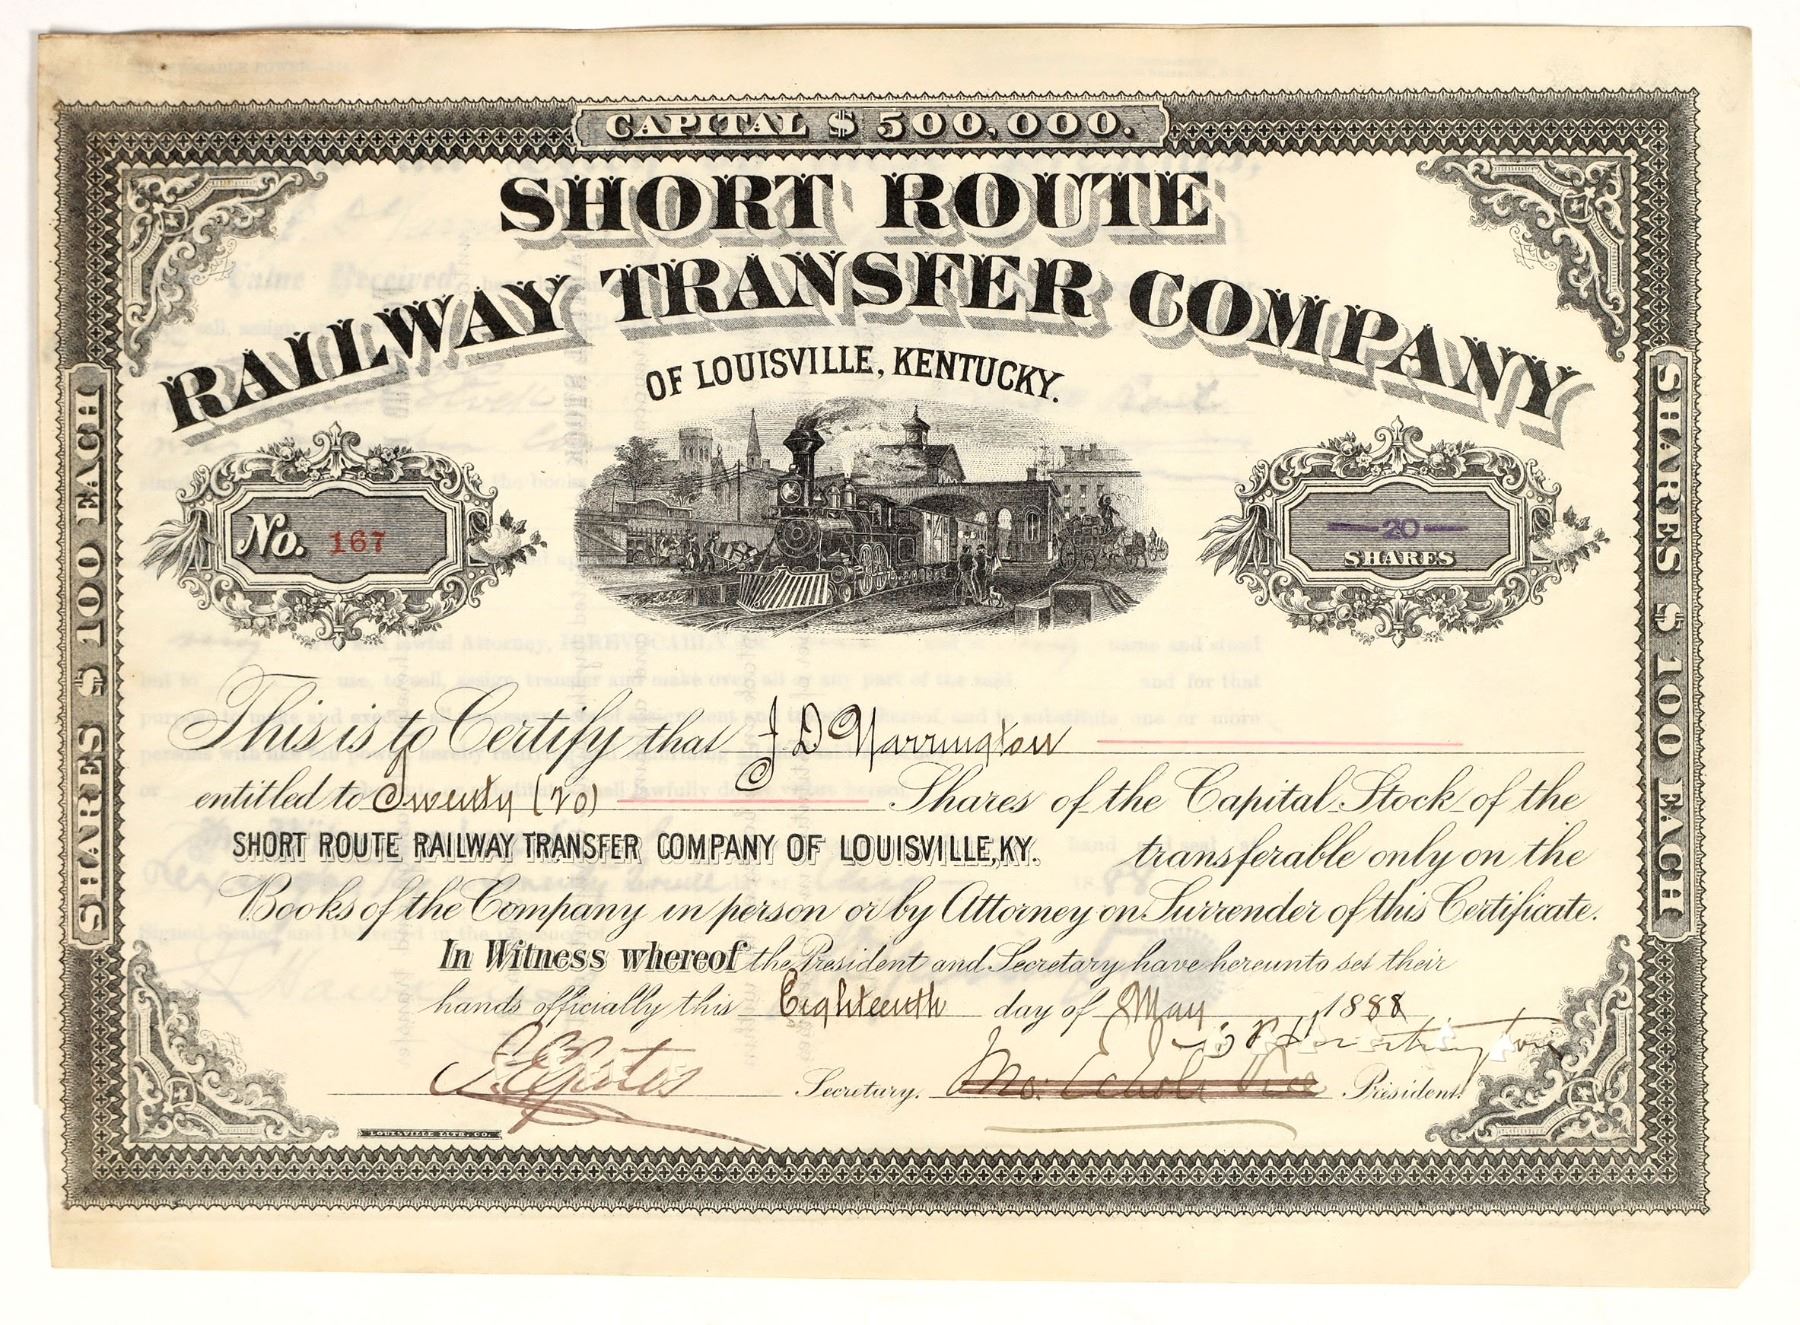 CAPITAL $ 500,000.
SHORT ROUTE
RAILWAY TRANSFER COMPANY
OF LOUISVILLE, KENTUCKY.
SHARES $ 100 EACH
No. 167
20
SHARES
SHARES $ 100 EACH
This is to Certify that J D Yarrington
entitled to Twenty (20) Shares of the Capital Stock of the
SHORT ROUTE RAILWAY TRANSFER COMPANY OF LOUISVILLE, KY. transferable only on the
Books of the Company in person or by Attorney on Surrender of this Certificate.
In Witness whereof the President and Secretary have hereunto set their
hands officially this Eighteenth day of May 1888
Secretary. President.
LOUISVILLE LITH. CO.